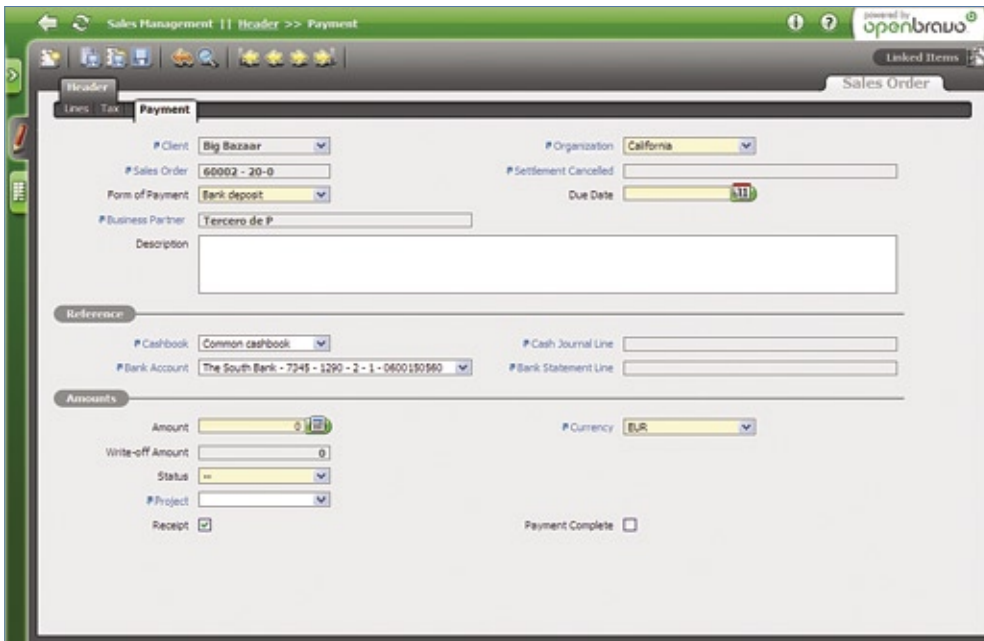 Sales Management || Header >> Payment
powered by
openbravo
Linked Items
Header
Sales Order
Lines Tax Payment
Client Big Bazaar Organization California
Sales Order 60002 - 20-0 Settlement Cancelled
Form of Payment Bank deposit Due Date
Business Partner Tercero de P
Description
Reference
Cashbook Common cashbook Cash Journal Line
Bank Account The South Bank - 7345 - 1290 - 2 - 1 - 0600150560 Bank Statement Line
Amounts
Amount 0 Currency EUR
Write-off Amount 0
Status --
Project
Receipt Payment Complete